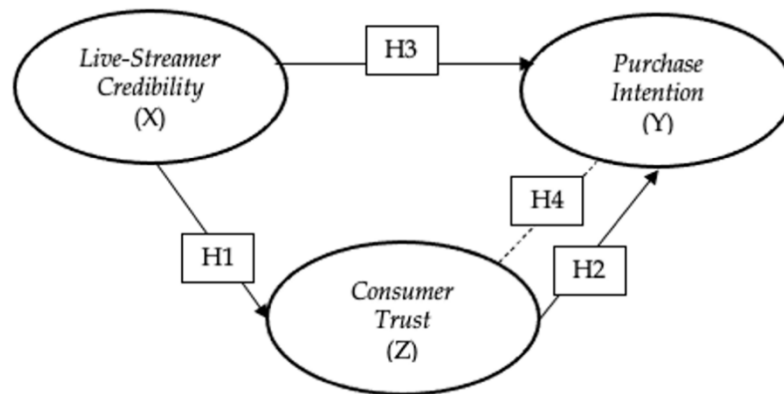 Live-Streamer
Credibility
(X)
H3
Purchase
Intention
(Y)
H4
H1
H2
Consumer
Trust
(Z)